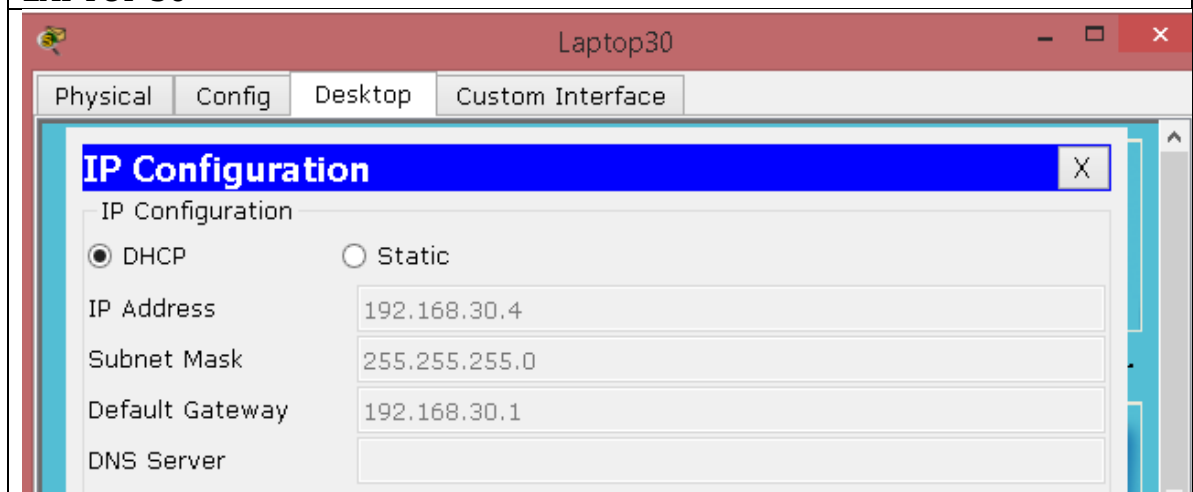 Laptop30
Physical Config Desktop Custom Interface
IP Configuration X
IP Configuration
DHCP Static
IP Address 192.168.30.4
Subnet Mask 255.255.255.0
Default Gateway 192.168.30.1
DNS Server